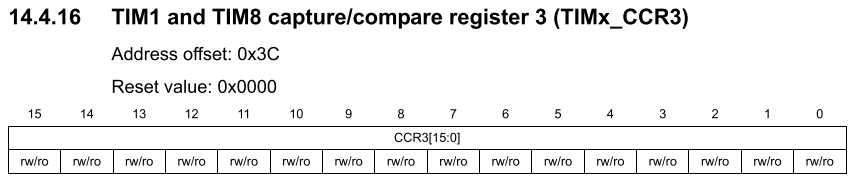 14.4.16 TIM1 and TIM8 capture/compare register 3 (TIMx_CCR3)
Address offset: 0x3C
Reset value: 0x0000
15 14 13 12 11 10 9 8 7 6 5 4 3 2 1 0
CCR3[15:0]
rw/ro rw/ro rw/ro rw/ro rw/ro rw/ro rw/ro rw/ro rw/ro rw/ro rw/ro rw/ro rw/ro rw/ro rw/ro rw/ro